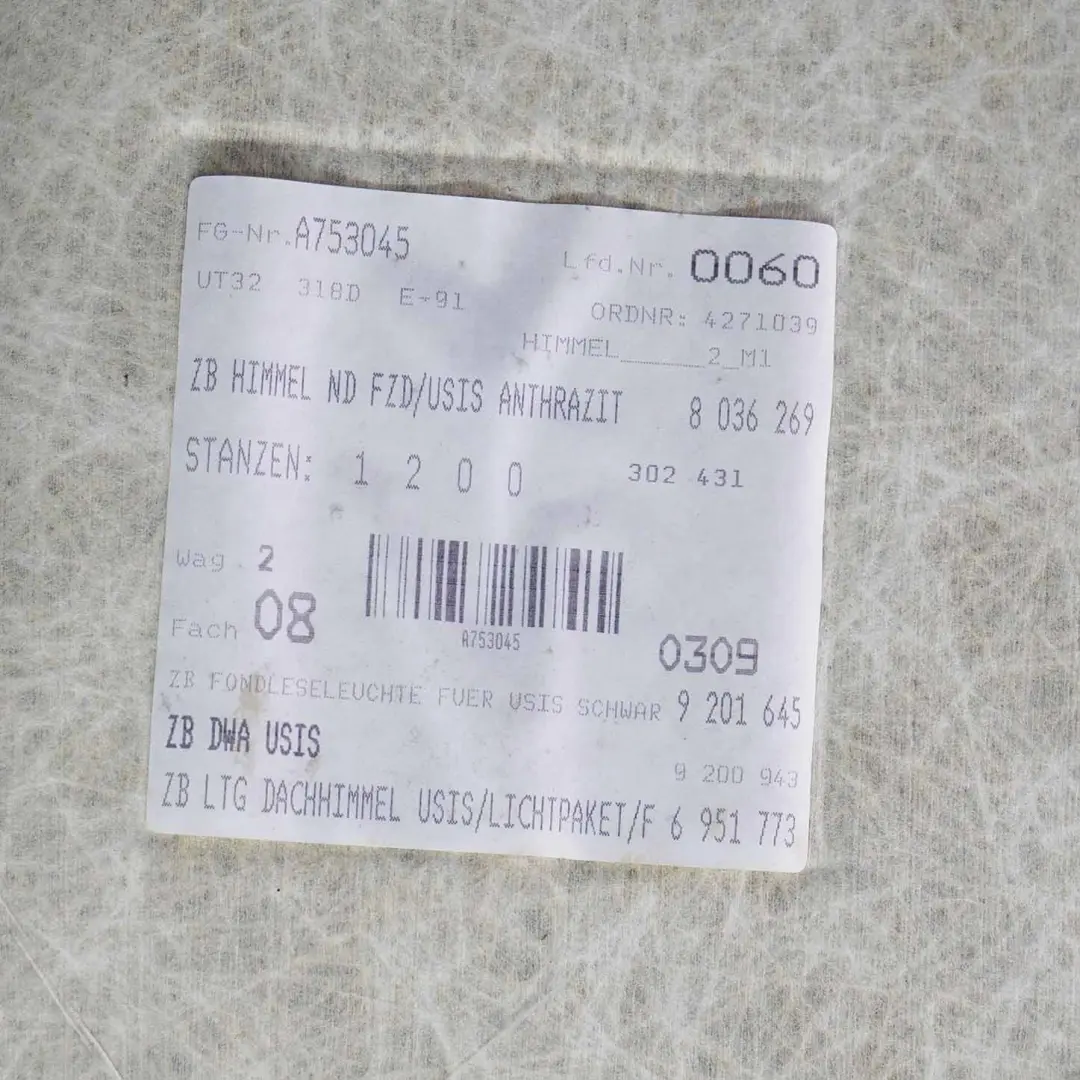 FG-Nr.A753045
Lfd.Nr. 0060
UT32 318D E-91
ORDNR: 4271039
HIMMEL______2_M1
ZB HIMMEL ND FZD/USIS ANTHRAZIT 8 036 269
STANZEN: 1 2 0 0 302 431
Wag . 2
Fach 08
A753045
0309
ZB FONDLESELEUCHTE FUER USIS SCHWAR 9 201 645
ZB DWA USIS 9 200 943
ZB LTG DACHHIMMEL USIS/LICHTPAKET/F 6 951 773